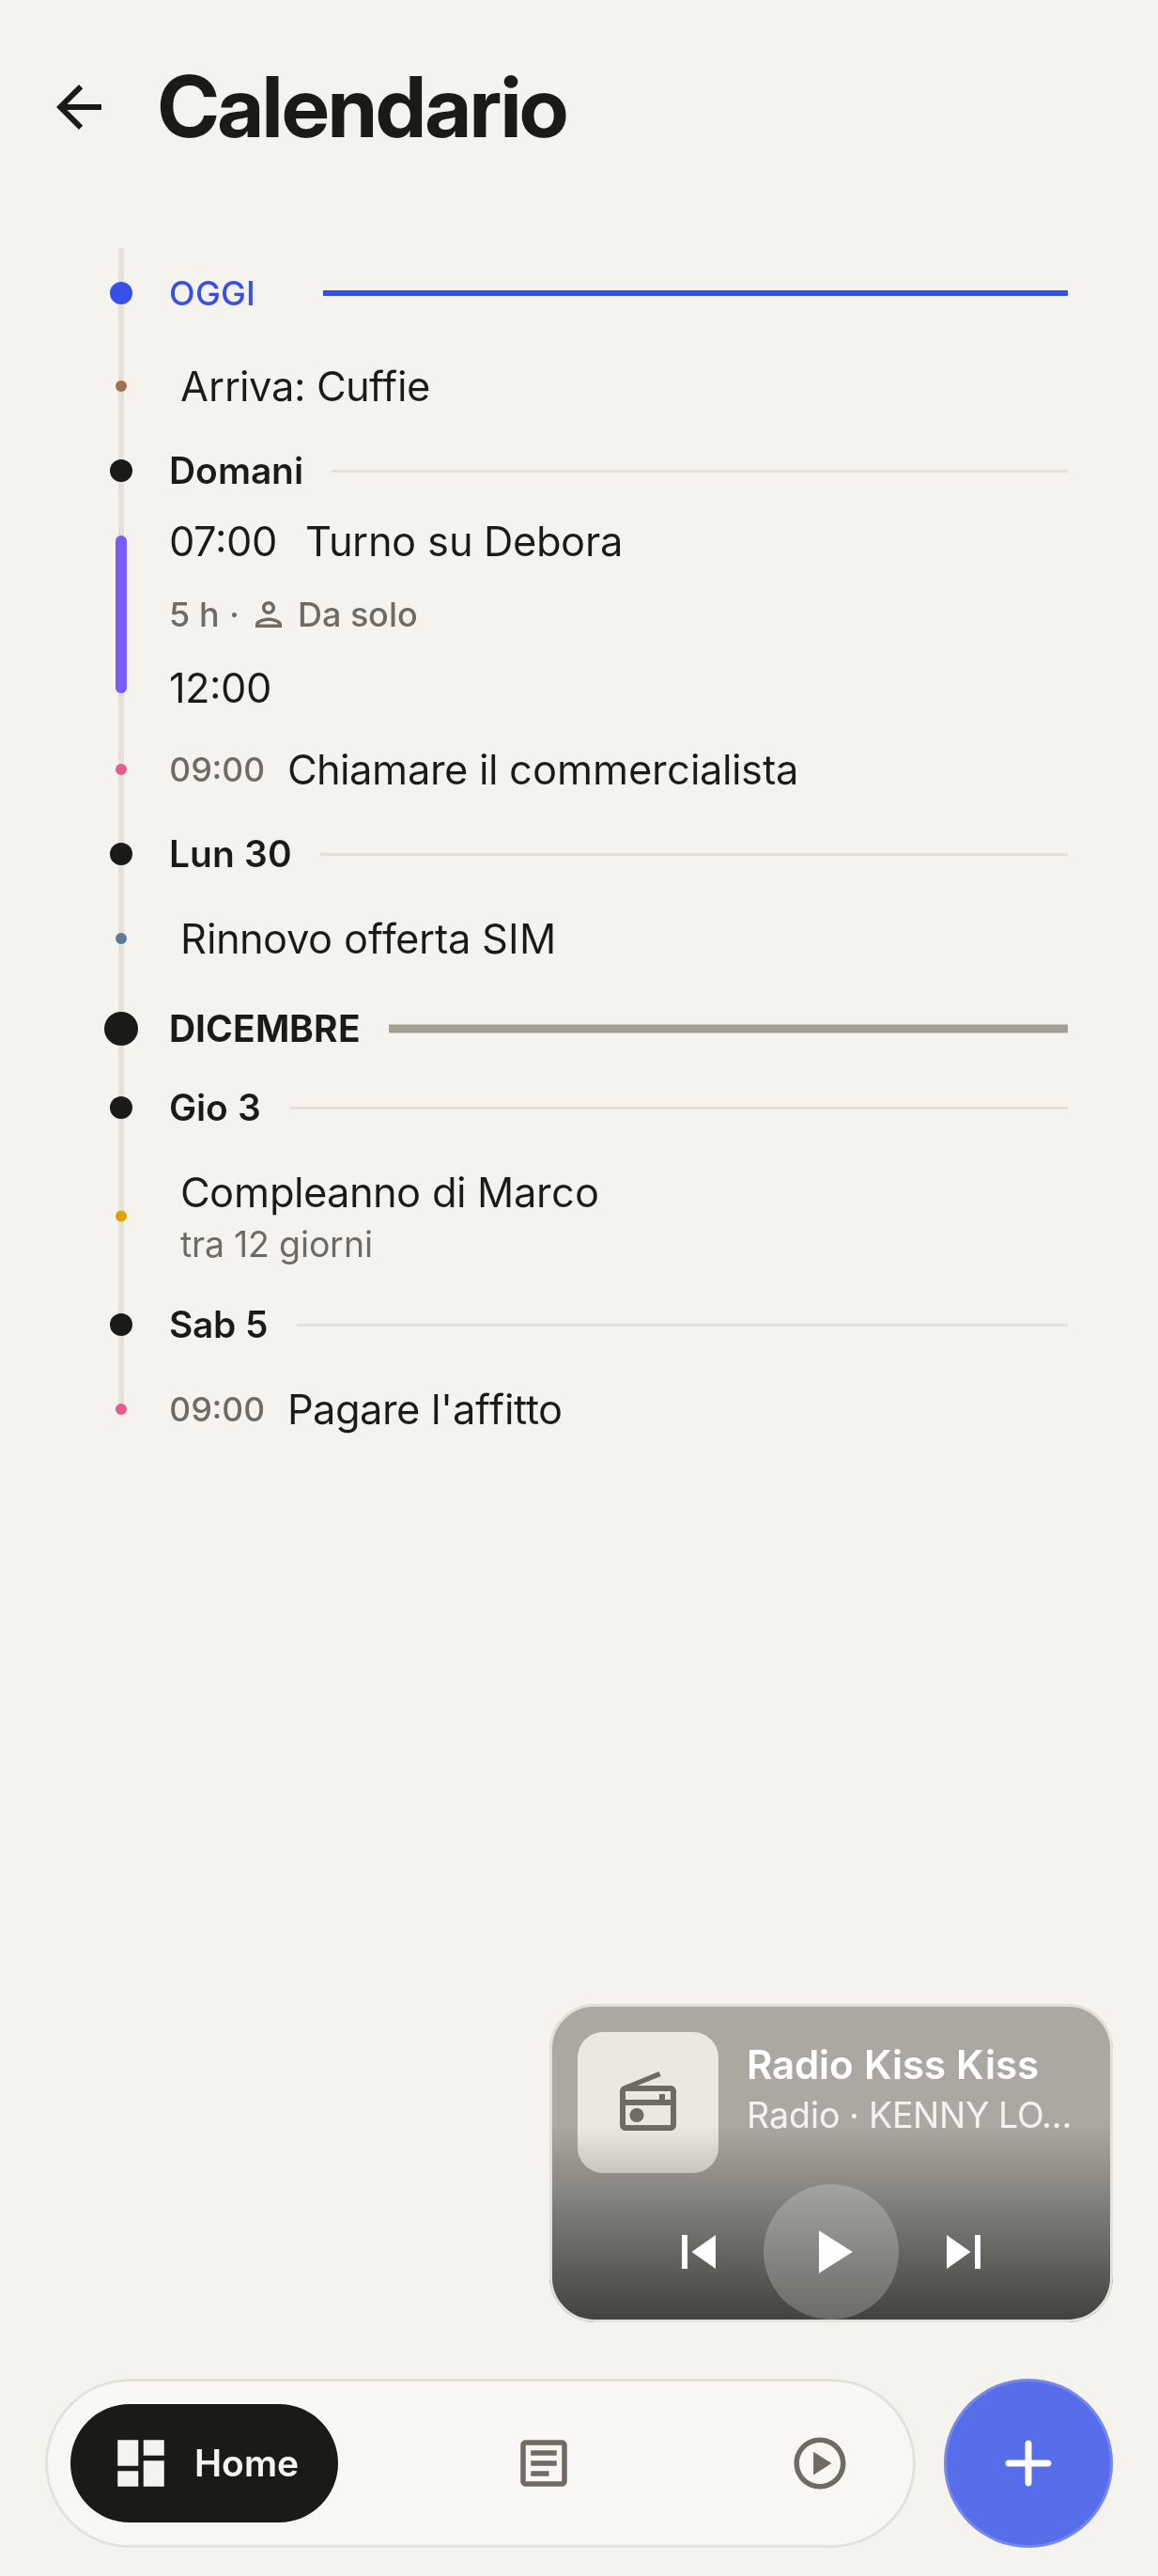 Calendario
OGGI
Arriva: Cuffie
Domani
07:00 Turno su Debora
5 h · Da solo
12:00
09:00 Chiamare il commercialista
Lun 30
Rinnovo offerta SIM
DICEMBRE
Gio 3
Compleanno di Marco
tra 12 giorni
Sab 5
09:00 Pagare l'affitto
Radio Kiss Kiss
Radio · KENNY LO...
Home